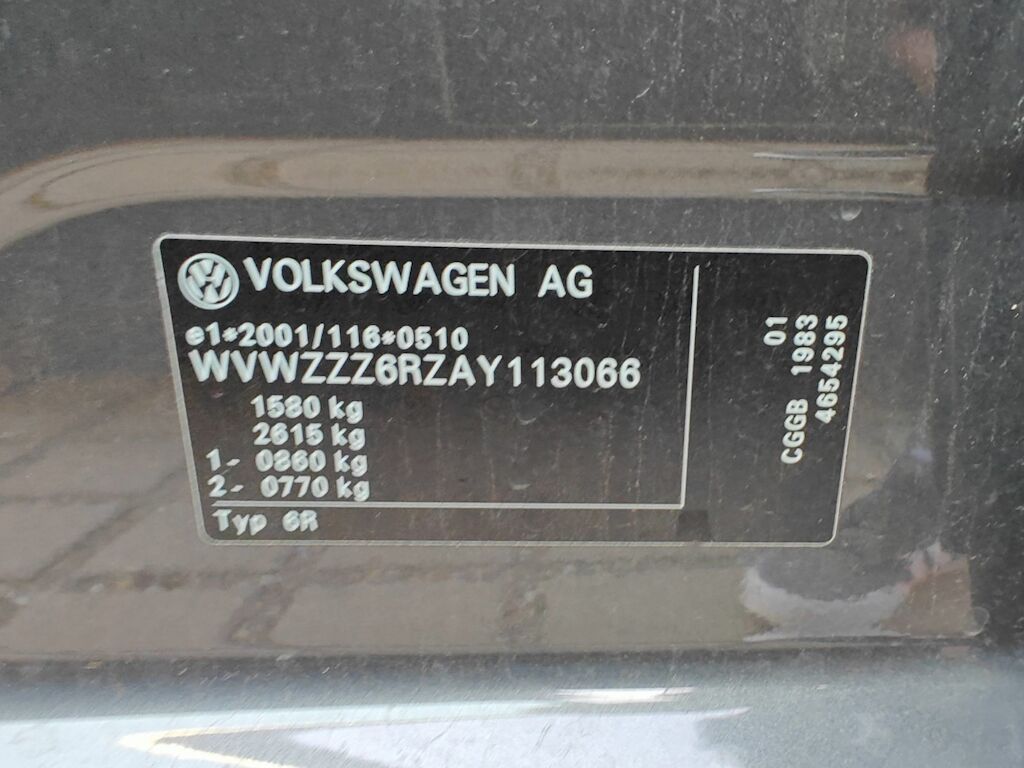 VOLKSWAGEN AG
e1*2001/116*0510
WVWZZZ6RZAY113066
1580 kg
2615 kg
1- 0860 kg
2- 0770 kg
Typ 6R
01
CGGB 1983
4654295